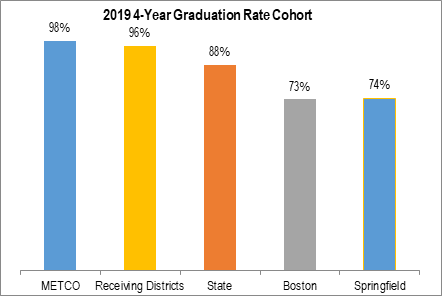 2019 4-Year Graduation Rate Cohort
98%
96%
88%
73%
74%
METCO
Receiving Districts
State
Boston
Springfield